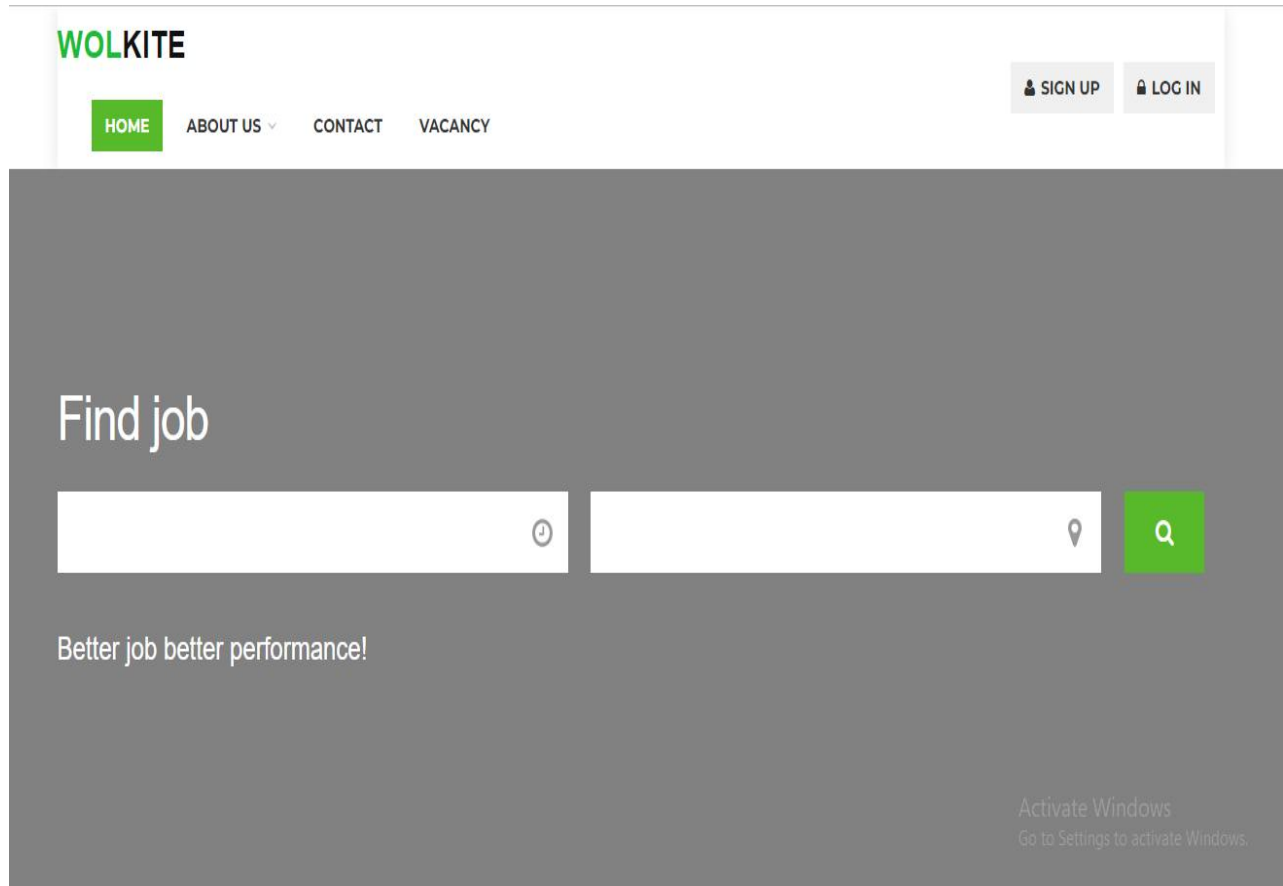 WOLKITE
SIGN UP LOG IN
HOME ABOUT US CONTACT VACANCY
Find job
Better job better performance!
Activate Windows
Go to Settings to activate Windows.